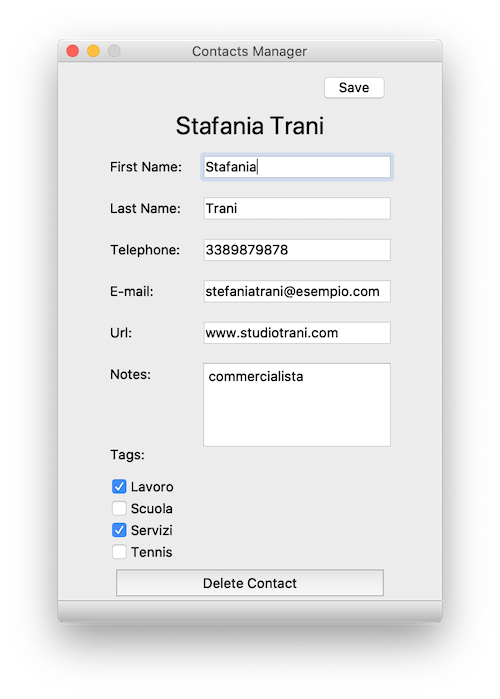 Contacts Manager
Save
Stafania Trani
First Name: Stafania
Last Name: Trani
Telephone: 3389879878
E-mail: stefaniatrani@esempio.com
Url: www.studiotrani.com
Notes: commercialista
Tags:
Lavoro
Scuola
Servizi
Tennis
Delete Contact